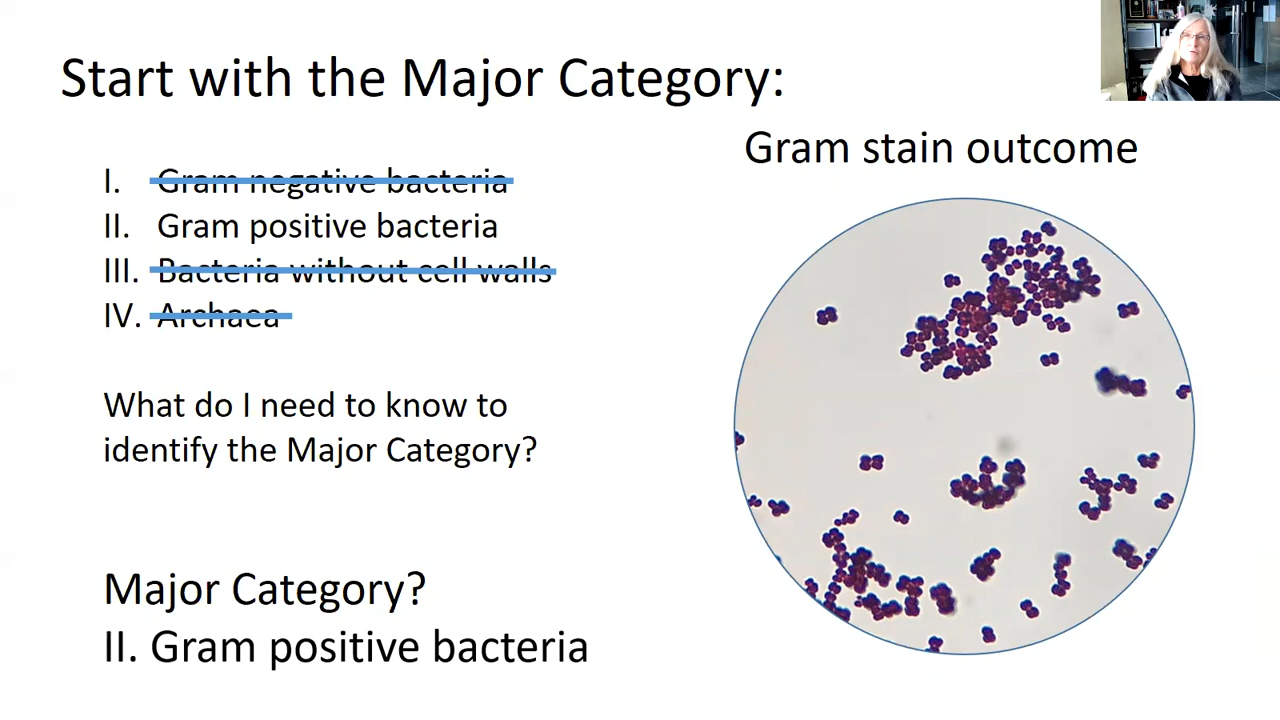 Start with the Major Category:
Gram stain outcome
I. Gram negative bacteria
II. Gram positive bacteria
III. Bacteria without cell walls
IV. Archaea
What do I need to know to
identify the Major Category?
Major Category?
II. Gram positive bacteria